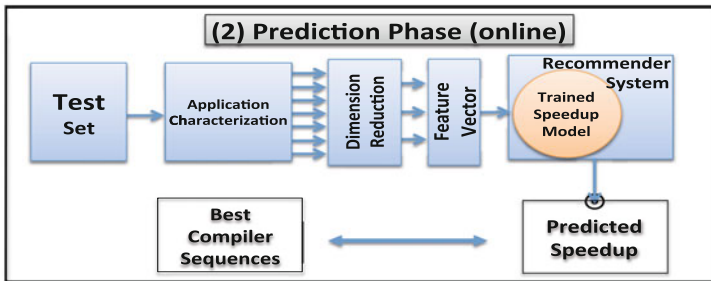 (2) Prediction Phase (online)
Test
Set
Application
Characterization
Dimension
Reduction
Feature
Vector
Recommender
System
Trained
Speedup
Model
Best
Compiler
Sequences
Predicted
Speedup